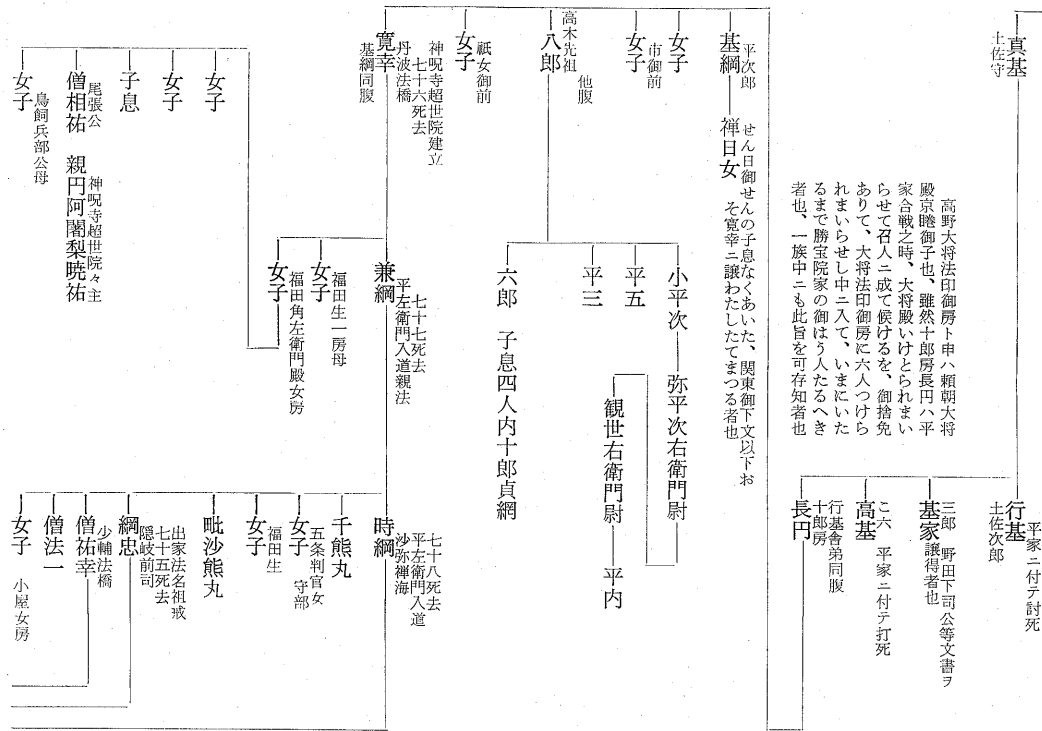 真基
土佐守
行基
平家ニ付テ討死
土佐次郎
基家
三郎　野田下司公等文書ヲ
譲得者也
高基
こ六　平家ニ付テ打死
長円
行基舎弟同腹
十郎房
高野大将法印御房ト申ハ頼朝大将
殿京瞻御子也、雖然十郎房長円ハ平
家合戦之時、大将殿いけとられまい
らせて召人ニ成て候けるを、御捨免
ありて、大将法印御房に六人つけら
れまいらせし中ニ入て、いまにいた
るまで勝宝院家の御はう人たるへき
者也、一族中ニも此旨を可存知者也
基綱
平次郎
禅日女
せん日御せんの子息なくあいた、関東御下文以下お
そ寛幸ニ譲わたしたてまつる者也
女子
女子
市御前
八郎
高木先祖
他腹
女子
祇女御前
寛幸
神呪寺超世院建立
七十六死去
丹波法橋
基綱同腹
小平次
弥平次右衛門尉
平五
観世右衛門尉
平内
平三
六郎　子息四人内十郎貞綱
兼綱
七十七死去
平左衛門入道親法
女子
福田生一房母
女子
福田角左衛門殿女房
女子
女子
子息
僧相祐
尾張公
親円阿闍梨暁祐
神呪寺超世院々主
女子
鳥飼兵部公母
時綱
七十八死去
平左衛門入道
沙弥禅海
千熊丸
女子
五条判官女
守部
女子
福田生
毗沙熊丸
綱忠
出家法名祖戒
七十五死去
隠岐前司
僧祐幸
少輔法橋
僧法一
女子
小屋女房